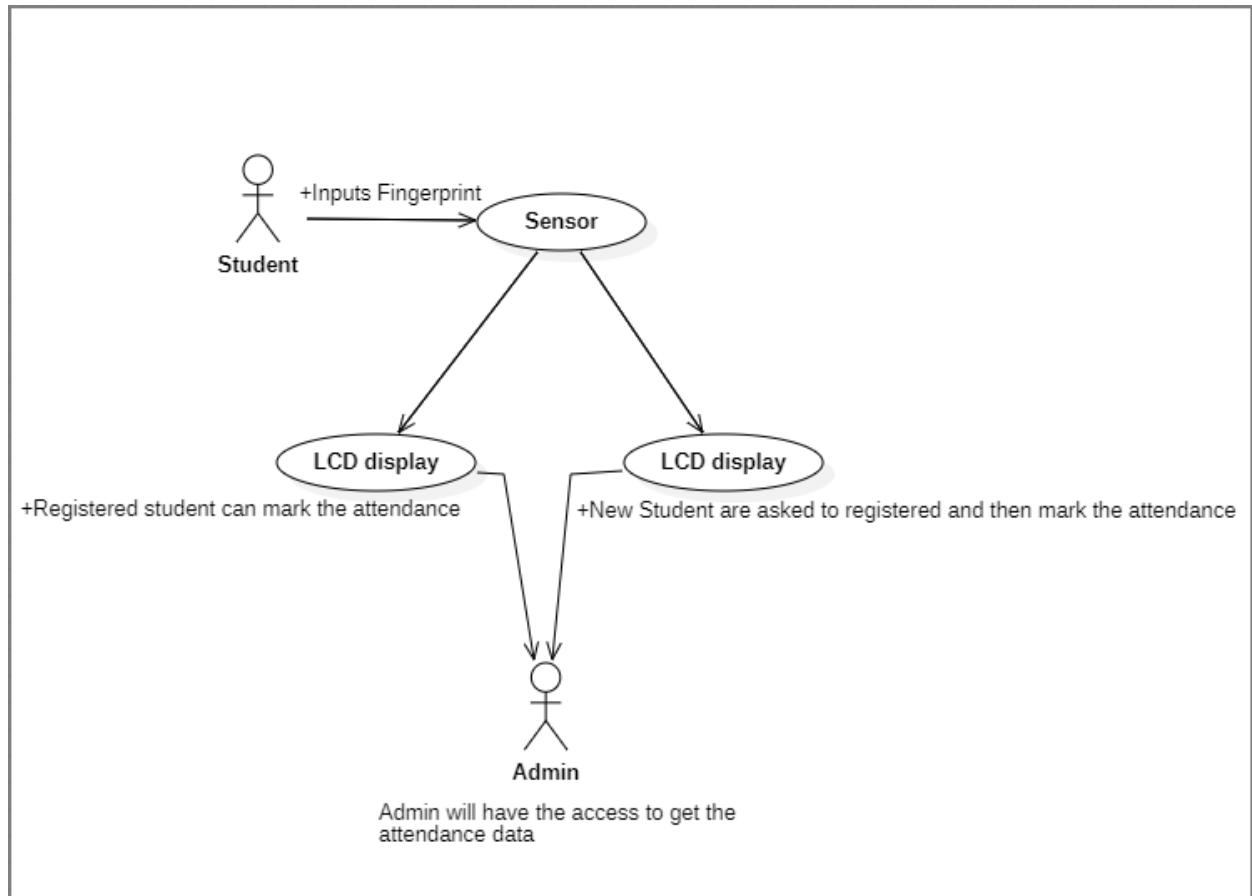 +Inputs Fingerprint
Sensor
Student
LCD display
LCD display
+Registered student can mark the attendance
+New Student are asked to registered and then mark the attendance
Admin
Admin will have the access to get the
attendance data